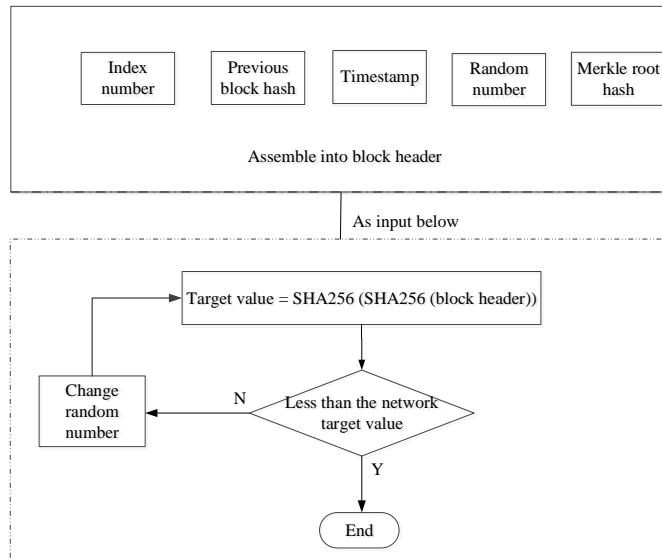 Index
number
Previous
block hash
Timestamp
Random
number
Merkle root
hash
Assemble into block header
As input below
Target value = SHA256 (SHA256 (block header))
Change
random
number
N
Less than the network
target value
Y
End